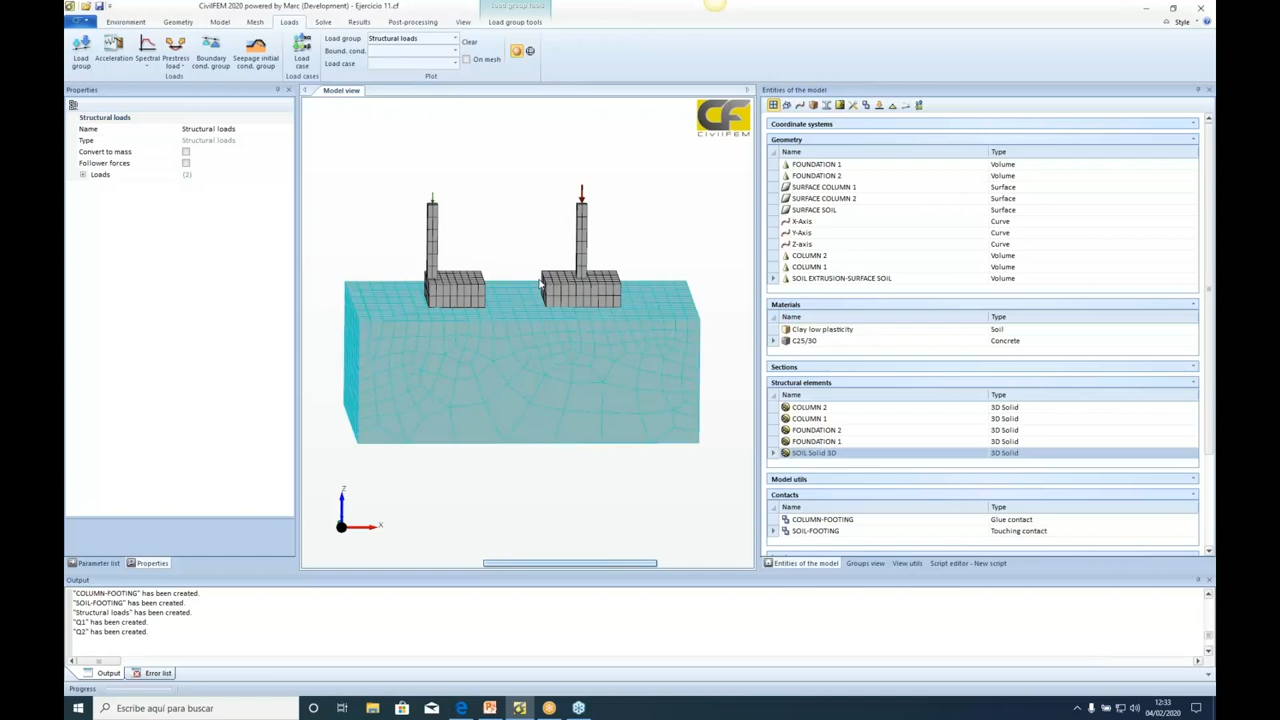 CivilFEM 2020 powered by Marc (Development) - Ejercicio 11.cf
Load group tools
Environment Geometry Model Mesh Loads Solve Results Post-processing View Load group tools
Style
Load group
Acceleration
Spectral
Prestress load
Boundary cond. group
Seepage initial cond. group
Loads
Load case
Load cases
Load group Structural loads
Bound. cond.
Load case
Clear
On mesh
Plot
Properties
Structural loads
Name Structural loads
Type Structural loads
Convert to mass
Follower forces
Loads (2)
Parameter list Properties
Model view
CF
CIVILFEM
Z
X
Entities of the model
Coordinate systems
Geometry
Name Type
FOUNDATION 1 Volume
FOUNDATION 2 Volume
SURFACE COLUMN 1 Surface
SURFACE COLUMN 2 Surface
SURFACE SOIL Surface
X-Axis Curve
Y-Axis Curve
Z-axis Curve
COLUMN 2 Volume
COLUMN 1 Volume
SOIL EXTRUSION-SURFACE SOIL Volume
Materials
Name Type
Clay low plasticity Soil
C25/30 Concrete
Sections
Structural elements
Name Type
COLUMN 2 3D Solid
COLUMN 1 3D Solid
FOUNDATION 2 3D Solid
FOUNDATION 1 3D Solid
SOIL Solid 3D 3D Solid
Model utils
Contacts
Name Type
COLUMN-FOOTING Glue contact
SOIL-FOOTING Touching contact
Entities of the model Groups view View utils Script editor - New script
Output
"COLUMN-FOOTING" has been created.
"SOIL-FOOTING" has been created.
"Structural loads" has been created.
"Q1" has been created.
"Q2" has been created.
Output Error list
Progress
Escribe aquí para buscar
12:33
04/02/2020